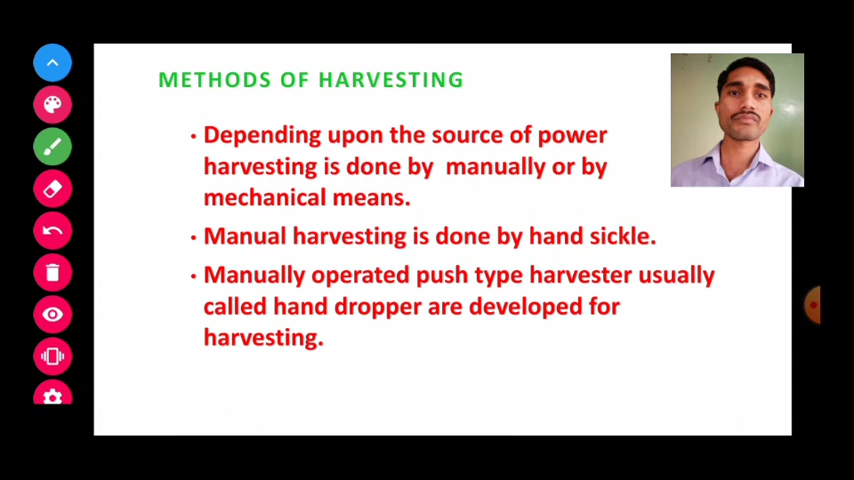 METHODS OF HARVESTING
• Depending upon the source of power
harvesting is done by manually or by
mechanical means.
• Manual harvesting is done by hand sickle.
• Manually operated push type harvester usually
called hand dropper are developed for
harvesting.